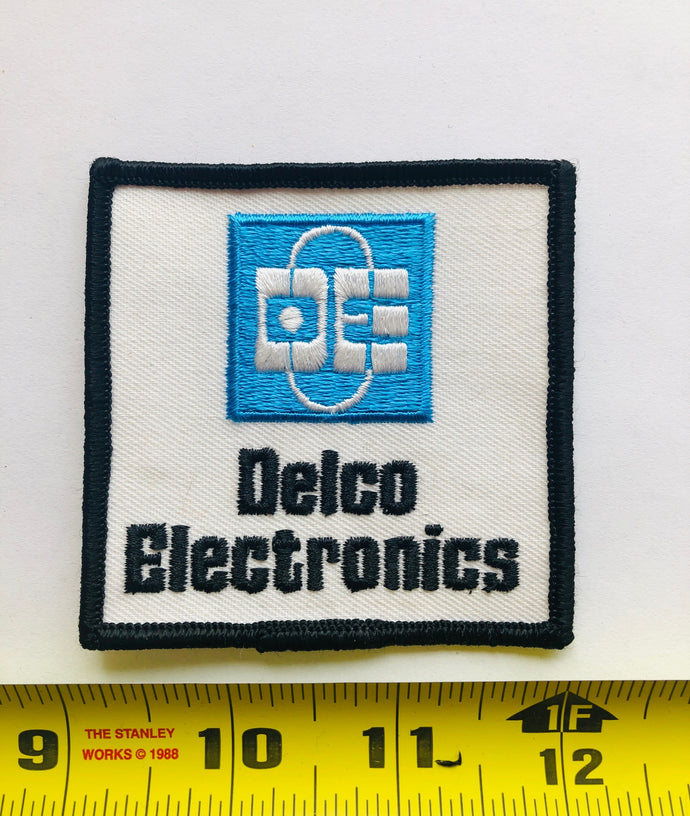 DE
Delco
Electronics
1F
9 THE STANLEY 10 11 12
WORKS © 1988